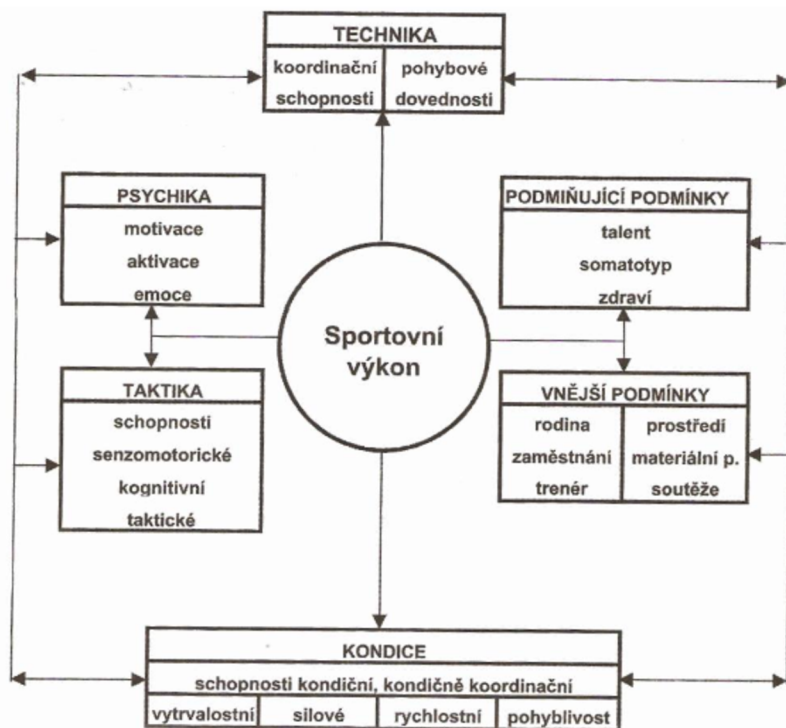 TECHNIKA
koordinační
schopnosti
pohybové
dovednosti
PSYCHIKA
motivace
aktivace
emoce
PODMIŇUJÍCÍ PODMÍNKY
talent
somatotyp
zdraví
Sportovní
výkon
TAKTIKA
schopnosti
senzomotorické
kognitivní
taktické
VNĚJŠÍ PODMÍNKY
rodina
zaměstnání
trenér
prostředí
materiální p.
soutěže
KONDICE
schopnosti kondiční, kondičně koordinační
vytrvalostní
silové
rychlostní
pohyblivost